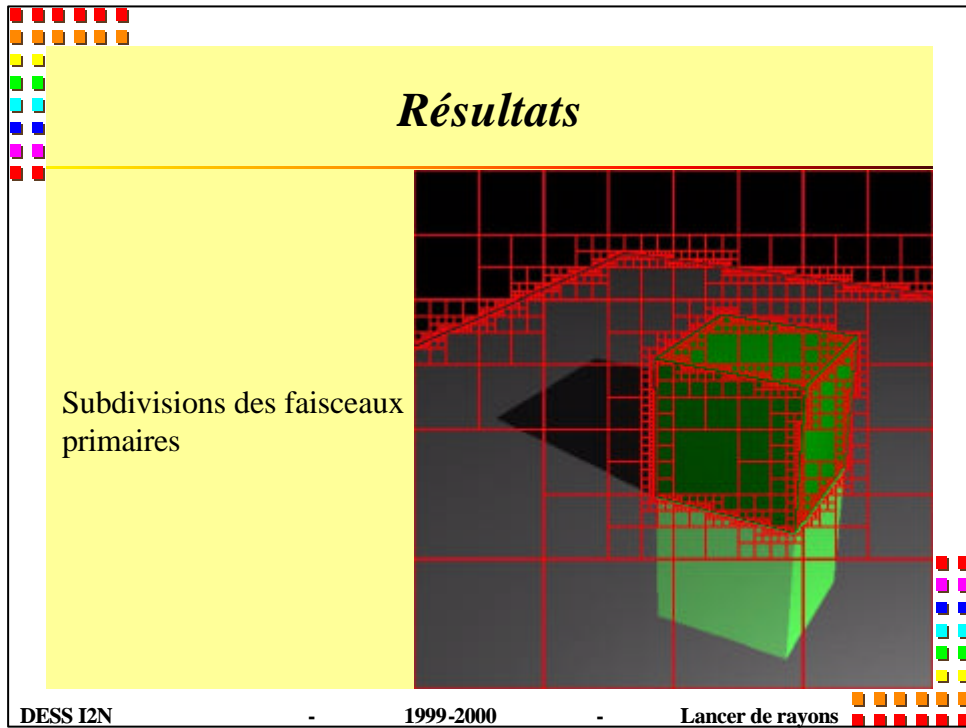 Résultats
Subdivisions des faisceaux
primaires
DESS I2N - 1999-2000 - Lancer de rayons